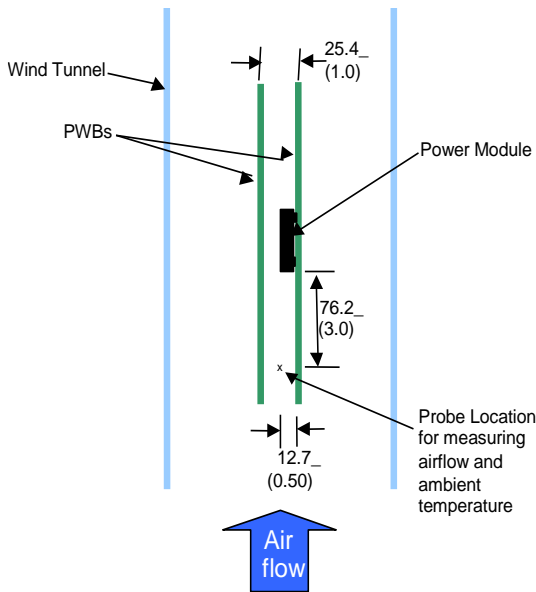 25.4_
(1.0)
Wind Tunnel
PWBs
Power Module
76.2_
(3.0)
x
Probe Location
for measuring
airflow and
ambient
temperature
12.7_
(0.50)
Air
flow